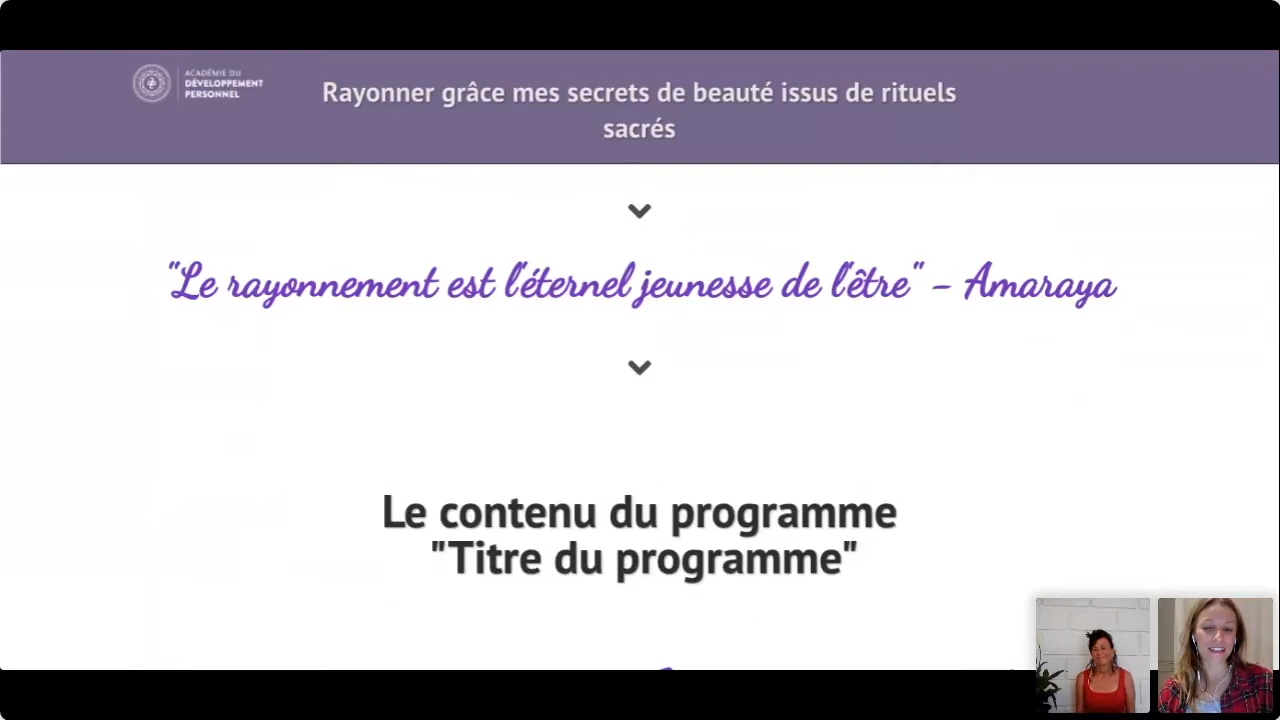 ACADÉMIE DU
DÉVELOPPEMENT
PERSONNEL
Rayonner grâce mes secrets de beauté issus de rituels
sacrés
"Le rayonnement est l'éternel jeunesse de l'être" - Amaraya
Le contenu du programme
"Titre du programme"